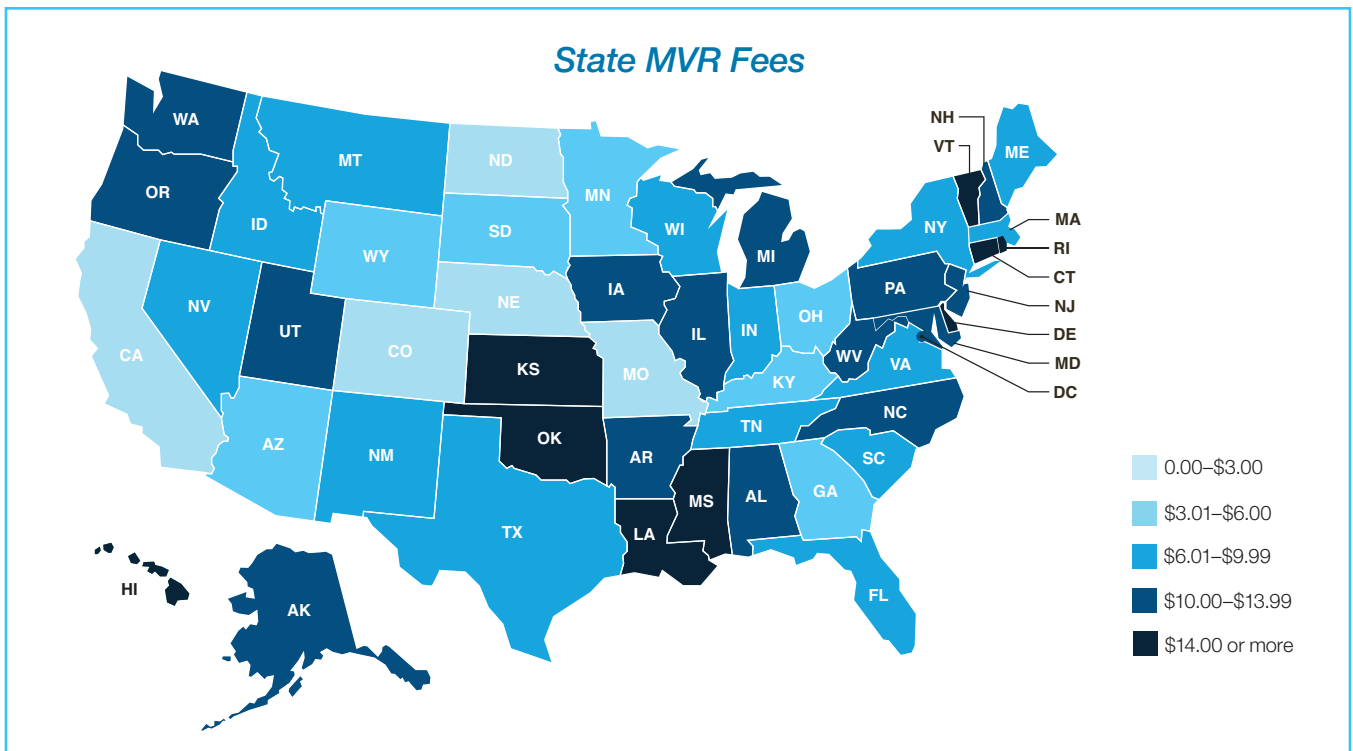 State MVR Fees
NH
WA
VT
ME
MT
ND
OR
MN
MA
ID
SD
WI
NY
RI
WY
MI
CT
PA
IA
NE
NJ
NV
OH
UT
IL
IN
DE
CO
WV
MD
CA
VA
KS
MO
KY
DC
NC
TN
OK
AZ
NM
AR
SC
0.00–$3.00
GA
MS
AL
$3.01–$6.00
TX
LA
$6.01–$9.99
HI
FL
$10.00–$13.99
AK
$14.00 or more